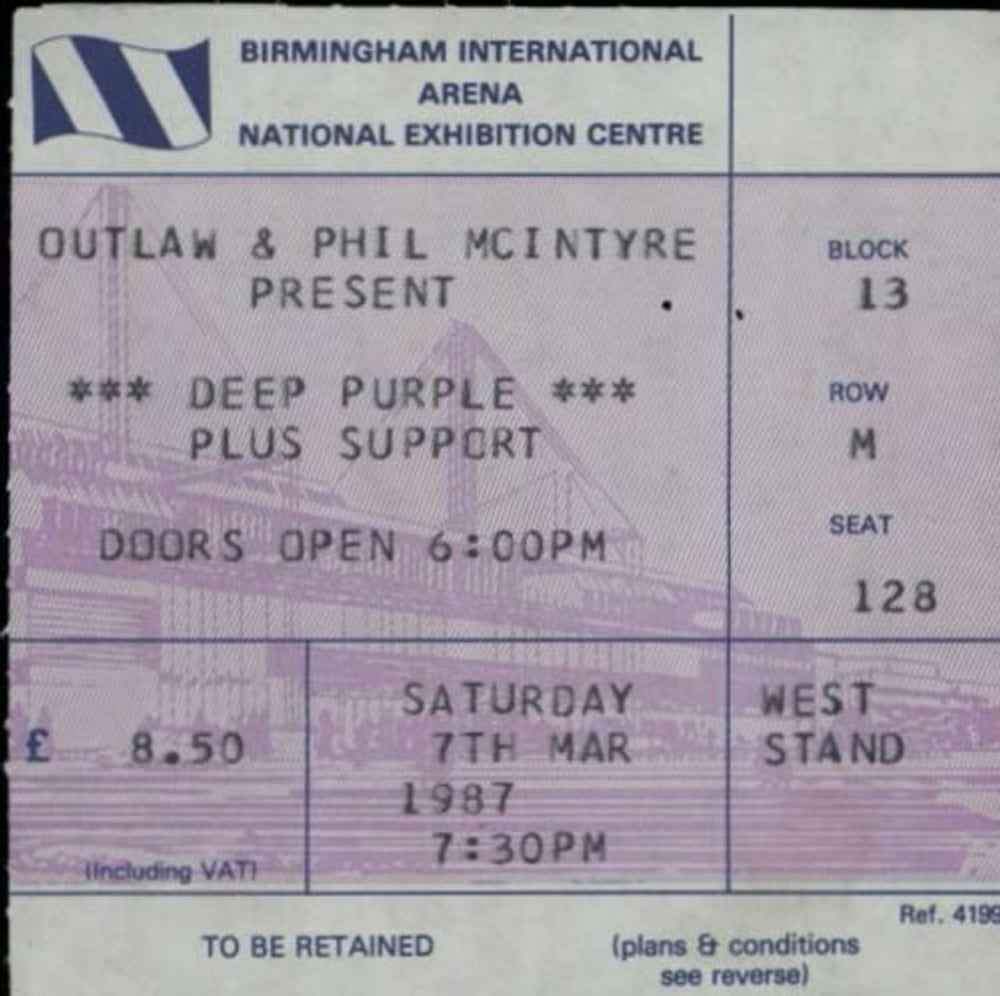 BIRMINGHAM INTERNATIONAL
ARENA
NATIONAL EXHIBITION CENTRE
OUTLAW & PHIL MCINTYRE
PRESENT
*** DEEP PURPLE ***
PLUS SUPPORT
DOORS OPEN 6:00PM
BLOCK
13
ROW
M
SEAT
128
£ 8.50
(Including VAT)
SATURDAY
7TH MAR
1987
7:30PM
WEST
STAND
Ref. 4199
TO BE RETAINED
(plans & conditions
see reverse)